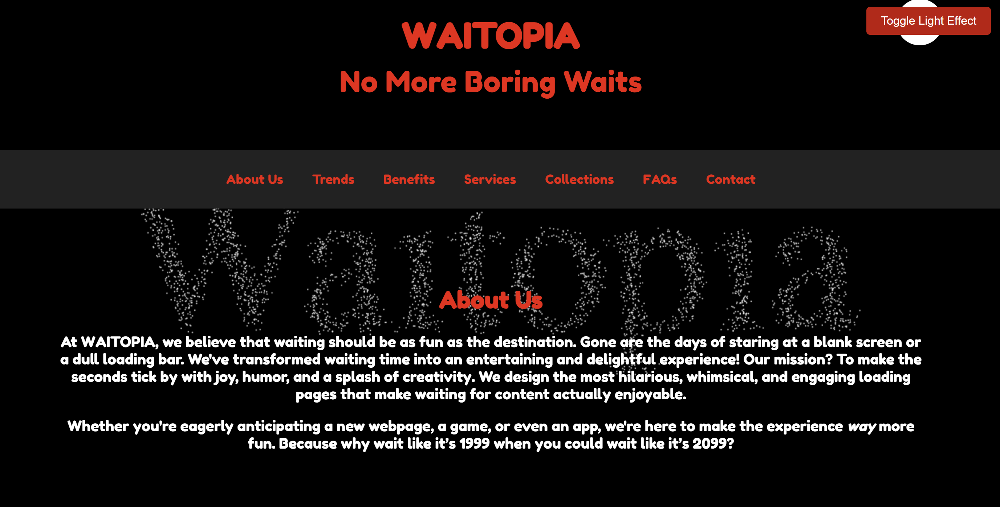 Toggle Light Effect
WAITOPIA
No More Boring Waits
About Us Trends Benefits Services Collections FAQs Contact
Waitopia
About Us
At WAITOPIA, we believe that waiting should be as fun as the destination. Gone are the days of staring at a blank screen or
a dull loading bar. We've transformed waiting time into an entertaining and delightful experience! Our mission? To make the
seconds tick by with joy, humor, and a splash of creativity. We design the most hilarious, whimsical, and engaging loading
pages that make waiting for content actually enjoyable.
Whether you're eagerly anticipating a new webpage, a game, or even an app, we're here to make the experience way more
fun. Because why wait like it’s 1999 when you could wait like it’s 2099?